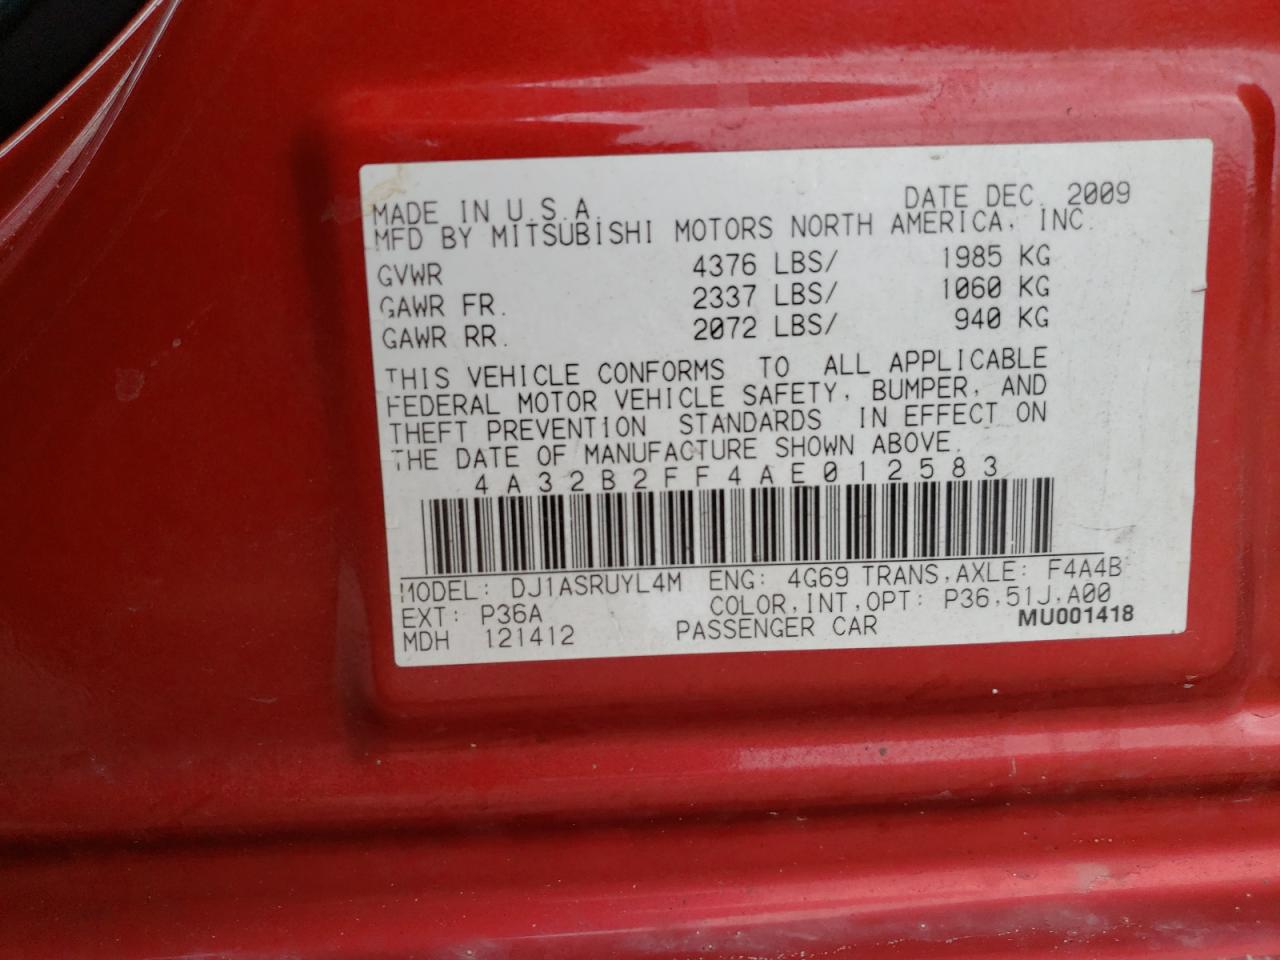 MADE IN U.S.A. DATE DEC. 2009
MFD BY MITSUBISHI MOTORS NORTH AMERICA, INC.
GVWR 4376 LBS/ 1985 KG
GAWR FR. 2337 LBS/ 1060 KG
GAWR RR. 2072 LBS/ 940 KG
THIS VEHICLE CONFORMS TO ALL APPLICABLE
FEDERAL MOTOR VEHICLE SAFETY, BUMPER, AND
THEFT PREVENTION STANDARDS IN EFFECT ON
THE DATE OF MANUFACTURE SHOWN ABOVE.
4A32B2FF4AE012583
MODEL: DJ1ASRUYL4M ENG: 4G69 TRANS,AXLE: F4A4B
EXT: P36A COLOR,INT,OPT: P36,51J,A00
MDH 121412 PASSENGER CAR MU001418